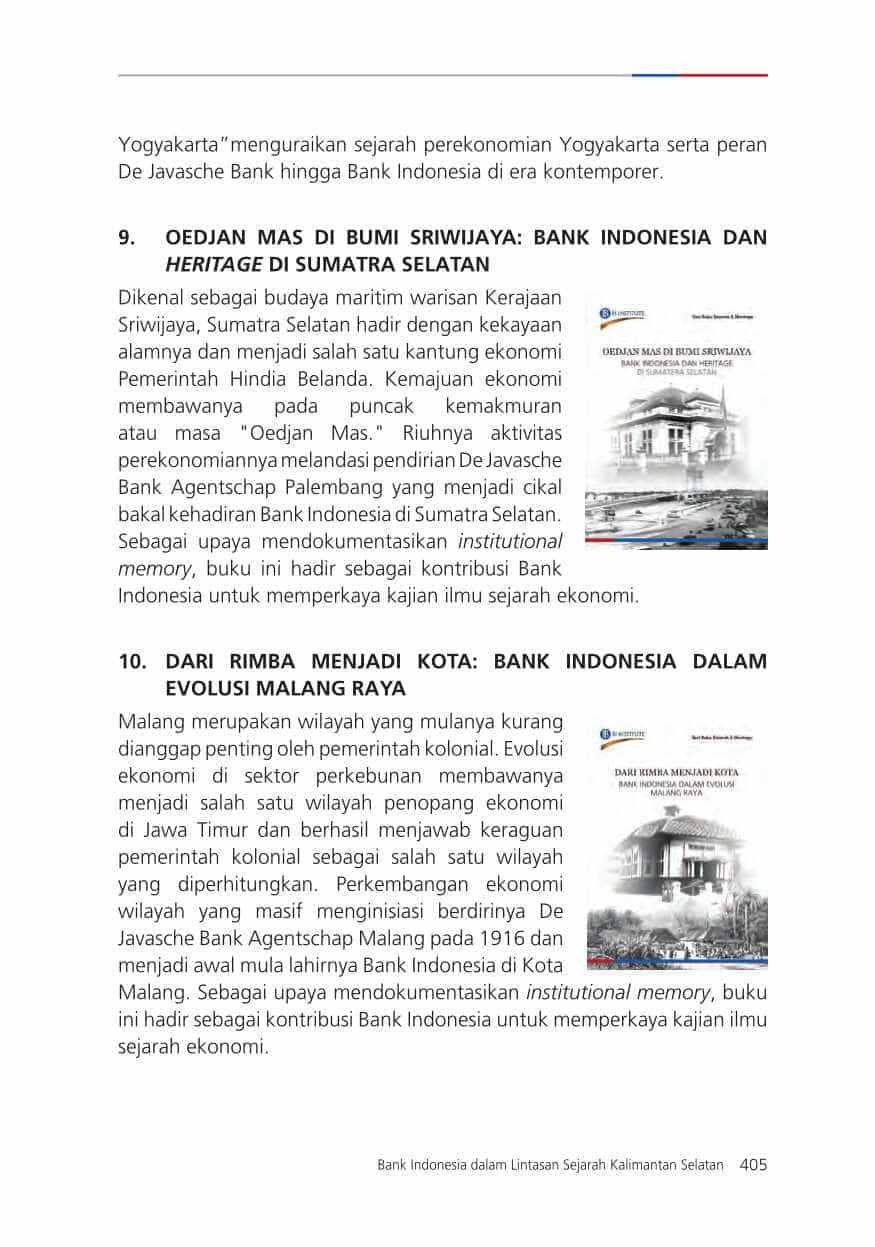 Yogyakarta”menguraikan sejarah perekonomian Yogyakarta serta peran
De Javasche Bank hingga Bank Indonesia di era kontemporer.
9. OEDJAN MAS DI BUMI SRIWIJAYA: BANK INDONESIA DAN
HERITAGE DI SUMATRA SELATAN
Dikenal sebagai budaya maritim warisan Kerajaan
Sriwijaya, Sumatra Selatan hadir dengan kekayaan
alamnya dan menjadi salah satu kantung ekonomi
Pemerintah Hindia Belanda. Kemajuan ekonomi
membawanya pada puncak kemakmuran
atau masa "Oedjan Mas." Riuhnya aktivitas
perekonomiannya melandasi pendirian De Javasche
Bank Agentschap Palembang yang menjadi cikal
bakal kehadiran Bank Indonesia di Sumatra Selatan.
Sebagai upaya mendokumentasikan institutional
memory, buku ini hadir sebagai kontribusi Bank
Indonesia untuk memperkaya kajian ilmu sejarah ekonomi.
BI INSTITUTE
Seri Buku Sejarah & Heritage
OEDJAN MAS DI BUMI SRIWIJAYA
BANK INDONESIA DAN HERITAGE
DI SUMATERA SELATAN
10. DARI RIMBA MENJADI KOTA: BANK INDONESIA DALAM
EVOLUSI MALANG RAYA
Malang merupakan wilayah yang mulanya kurang
dianggap penting oleh pemerintah kolonial. Evolusi
ekonomi di sektor perkebunan membawanya
menjadi salah satu wilayah penopang ekonomi
di Jawa Timur dan berhasil menjawab keraguan
pemerintah kolonial sebagai salah satu wilayah
yang diperhitungkan. Perkembangan ekonomi
wilayah yang masif menginisiasi berdirinya De
Javasche Bank Agentschap Malang pada 1916 dan
menjadi awal mula lahirnya Bank Indonesia di Kota
Malang. Sebagai upaya mendokumentasikan institutional memory, buku
ini hadir sebagai kontribusi Bank Indonesia untuk memperkaya kajian ilmu
sejarah ekonomi.
BI INSTITUTE
Seri Buku Sejarah & Heritage
DARI RIMBA MENJADI KOTA
BANK INDONESIA DALAM EVOLUSI
MALANG RAYA
Bank Indonesia dalam Lintasan Sejarah Kalimantan Selatan 405